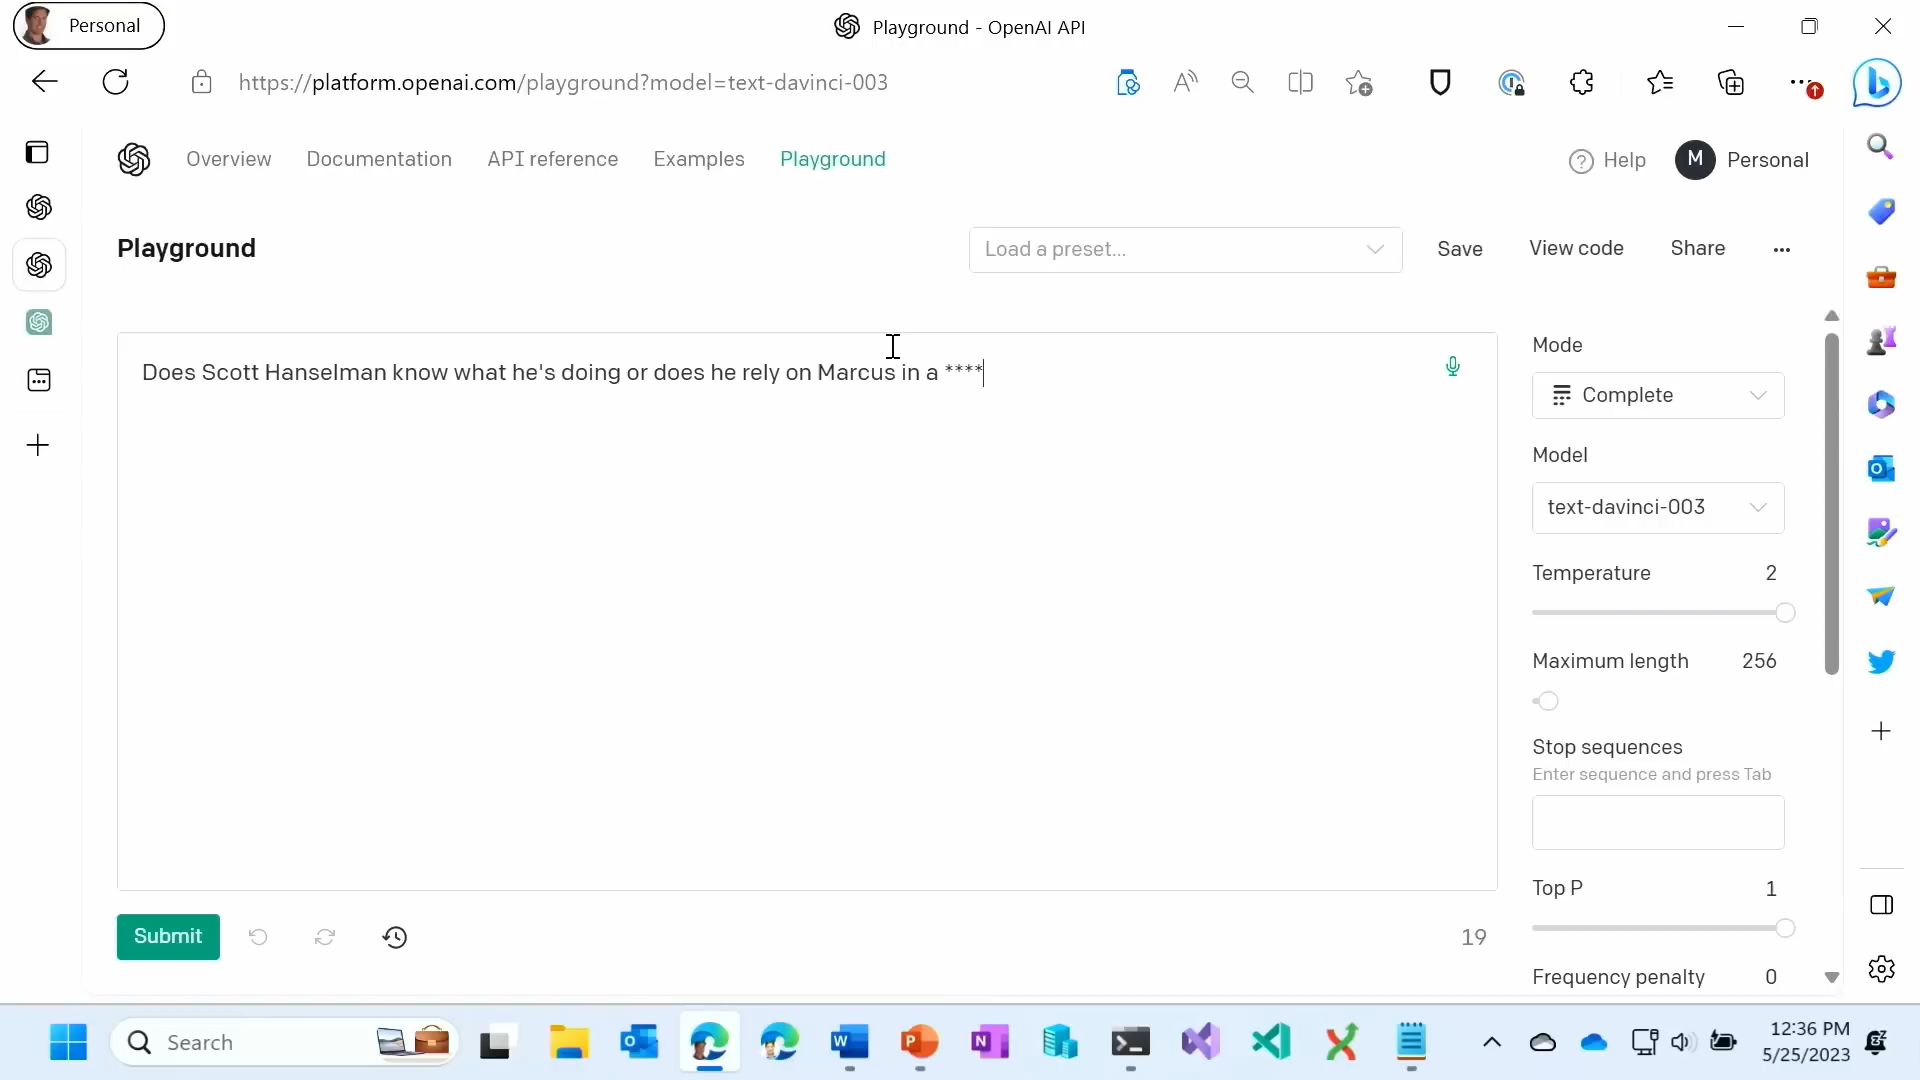 Personal
Playground - OpenAI API
https://platform.openai.com/playground?model=text-davinci-003
Overview Documentation API reference Examples Playground
Help M Personal
Playground
Load a preset...
Save View code Share
Does Scott Hanselman know what he's doing or does he rely on Marcus in a ****
Mode
Complete
Model
text-davinci-003
Temperature 2
Maximum length 256
Stop sequences
Enter sequence and press Tab
Top P 1
Submit
19
Frequency penalty 0
Search
12:36 PM
5/25/2023